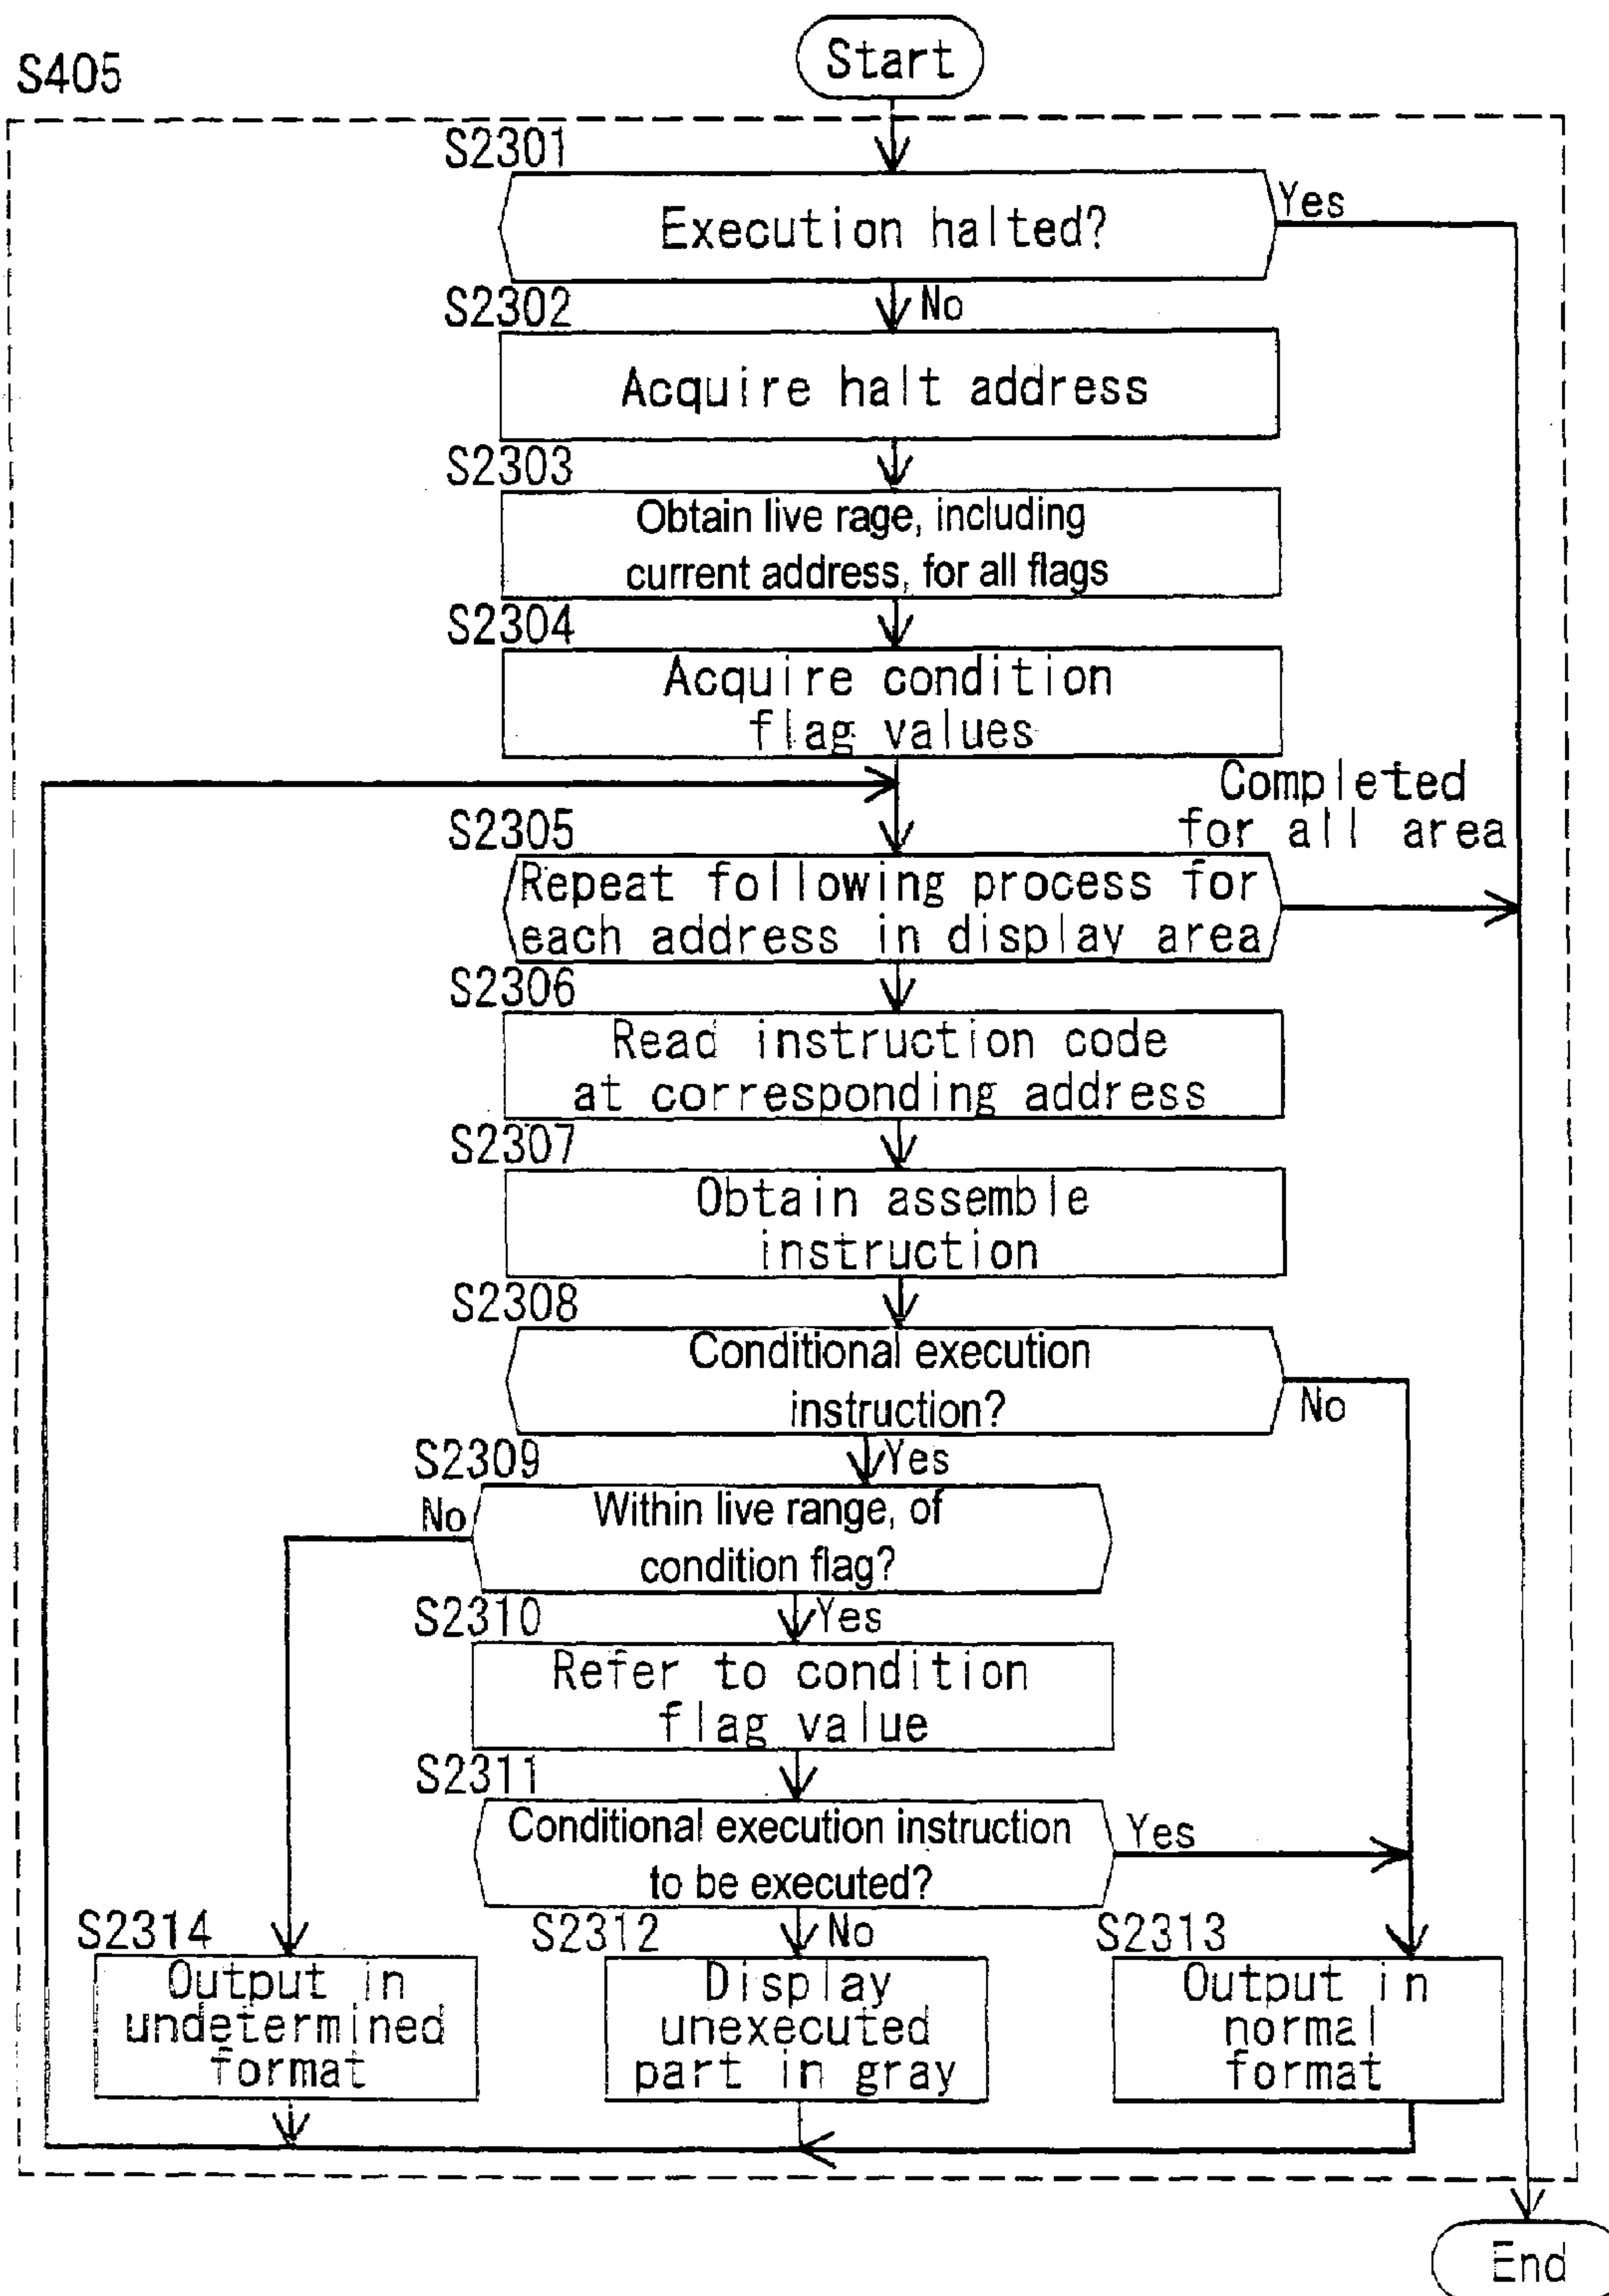 Start
S405
S2301
Execution halted?
Yes
S2302
No
Acquire halt address
S2303
Obtain live rage, including
current address, for all flags
S2304
Acquire condition
flag values
Completed
for all area
S2305
Repeat following process for
each address in display area
S2306
Read instruction code
at corresponding address
S2307
Obtain assemble
instruction
S2308
Conditional execution
instruction?
No
S2309
Yes
No
Within live range, of
condition flag?
S2310
Yes
Refer to condition
flag value
S2311
Conditional execution instruction
to be executed?
Yes
S2314
S2312
No
S2313
Output in
undetermined
format
Display
unexecuted
part in gray
Output in
normal
format
End